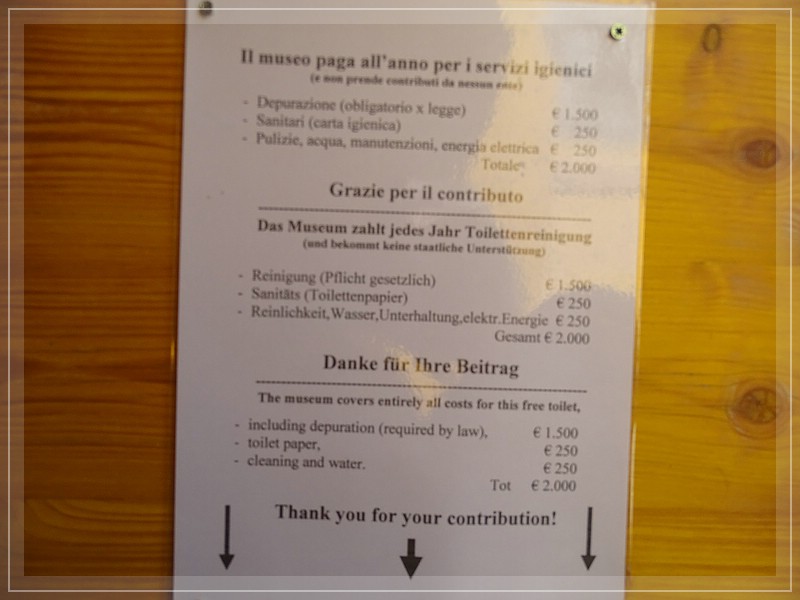 Il museo paga all'anno per i servizi igienici
(e non prende contributi da nessun ente)
- Depurazione (obligatorio x legge) € 1.500
- Sanitari (carta igienica) € 250
- Pulizie, acqua, manutenzioni, energia elettrica € 250
Totale: € 2.000
Grazie per il contributo
Das Museum zahlt jedes Jahr Toilettenreinigung
(und bekommt keine staatliche Unterstützung)
- Reinigung (Pflicht gesetzlich) € 1.500
- Sanitäts (Toilettenpapier) € 250
- Reinlichkeit,Wasser,Unterhaltung,elektr.Energie € 250
Gesamt € 2.000
Danke für Ihre Beitrag
The museum covers entirely all costs for this free toilet,
- including depuration (required by law), € 1.500
- toilet paper, € 250
- cleaning and water. € 250
Tot € 2.000
Thank you for your contribution!